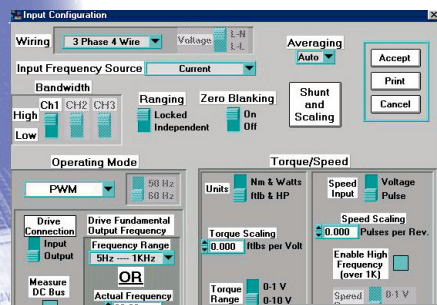 Input Configuration
Wiring 3 Phase 4 Wire Voltage L-N
L-L
Averaging
Auto
Input Frequency Source Current
Accept
Print
Cancel
Bandwidth
Ch1 CH2 CH3
High
Low
Ranging
Locked
Independent
Zero Blanking
On
Off
Shunt
and
Scaling
Operating Mode
PWM
50 Hz
60 Hz
Drive
Connection
Input
Output
Drive Fundamental
Output Frequency
Frequency Range
5Hz ---- 1KHz
OR
Measure
DC Bus
Actual Frequency
Torque/Speed
Units Nm & Watts
ftlb & HP
Speed
Input
Voltage
Pulse
Torque Scaling
0.000 ftlbs per Volt
Speed Scaling
0.000 Pulses per Rev.
Enable High
Frequency
(over 1K)
Torque
Range
0-1 V
0-10 V
Speed 0-1 V